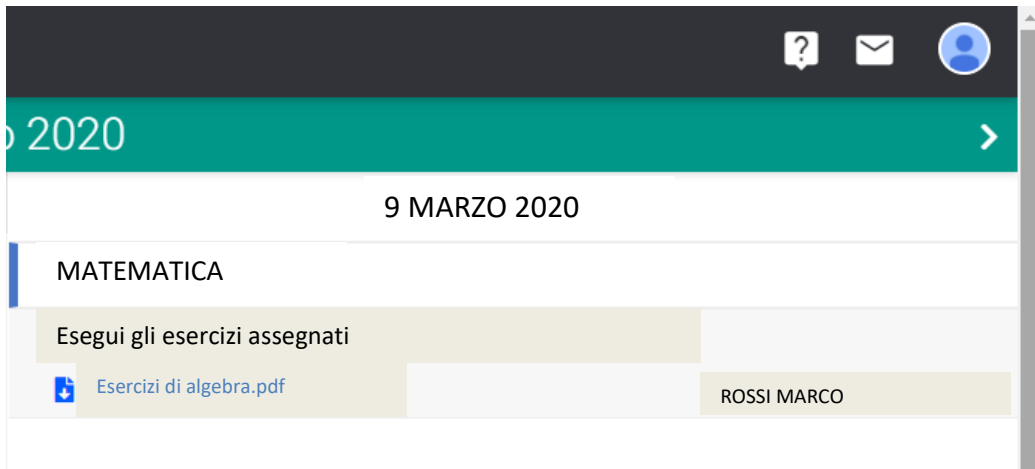 2020
9 MARZO 2020
MATEMATICA
Esegui gli esercizi assegnati
Esercizi di algebra.pdf
ROSSI MARCO